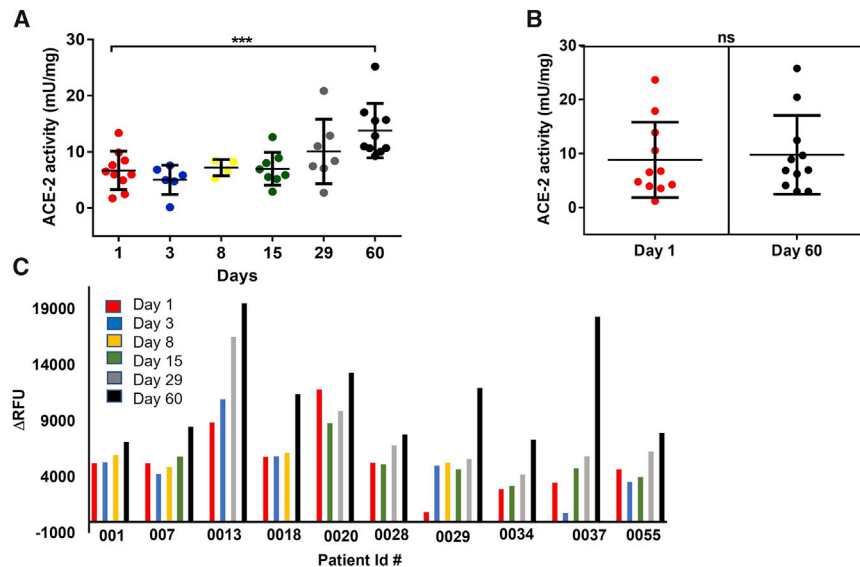 A
ACE-2 activity (mU/mg)
30
20
10
0
***
1 3 8 15 29 60
Days
B
ns
ACE-2 activity (mU/mg)
30
20
10
0
Day 1 Day 60
C
ΔRFU
19000
14000
9000
4000
-1000
Day 1
Day 3
Day 8
Day 15
Day 29
Day 60
001 007 0013 0018 0020 0028 0029 0034 0037 0055
Patient Id #